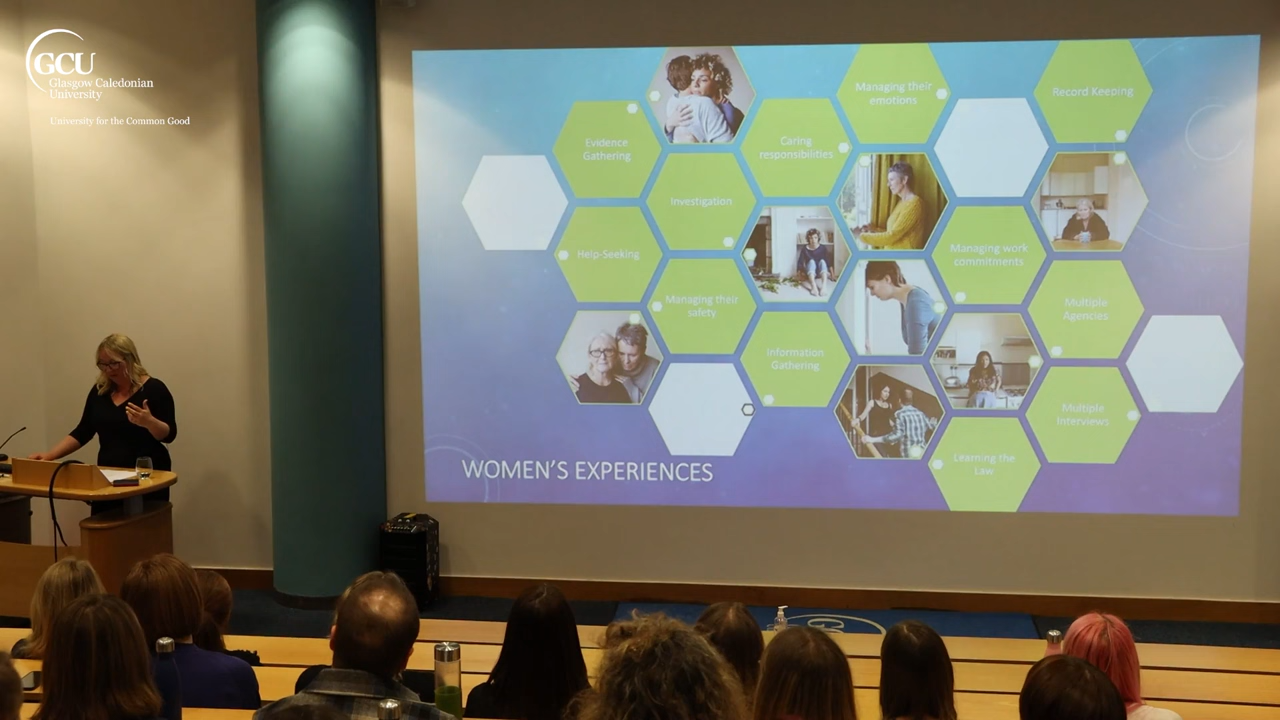 GCU
Glasgow Caledonian
University
University for the Common Good
Managing their
emotions
Record Keeping
Evidence
Gathering
Caring
responsibilities
Investigation
Help-Seeking
Managing work
commitments
Managing their
safety
Multiple
Agencies
Information
Gathering
Multiple
Interviews
Learning the
Law
WOMEN'S EXPERIENCES